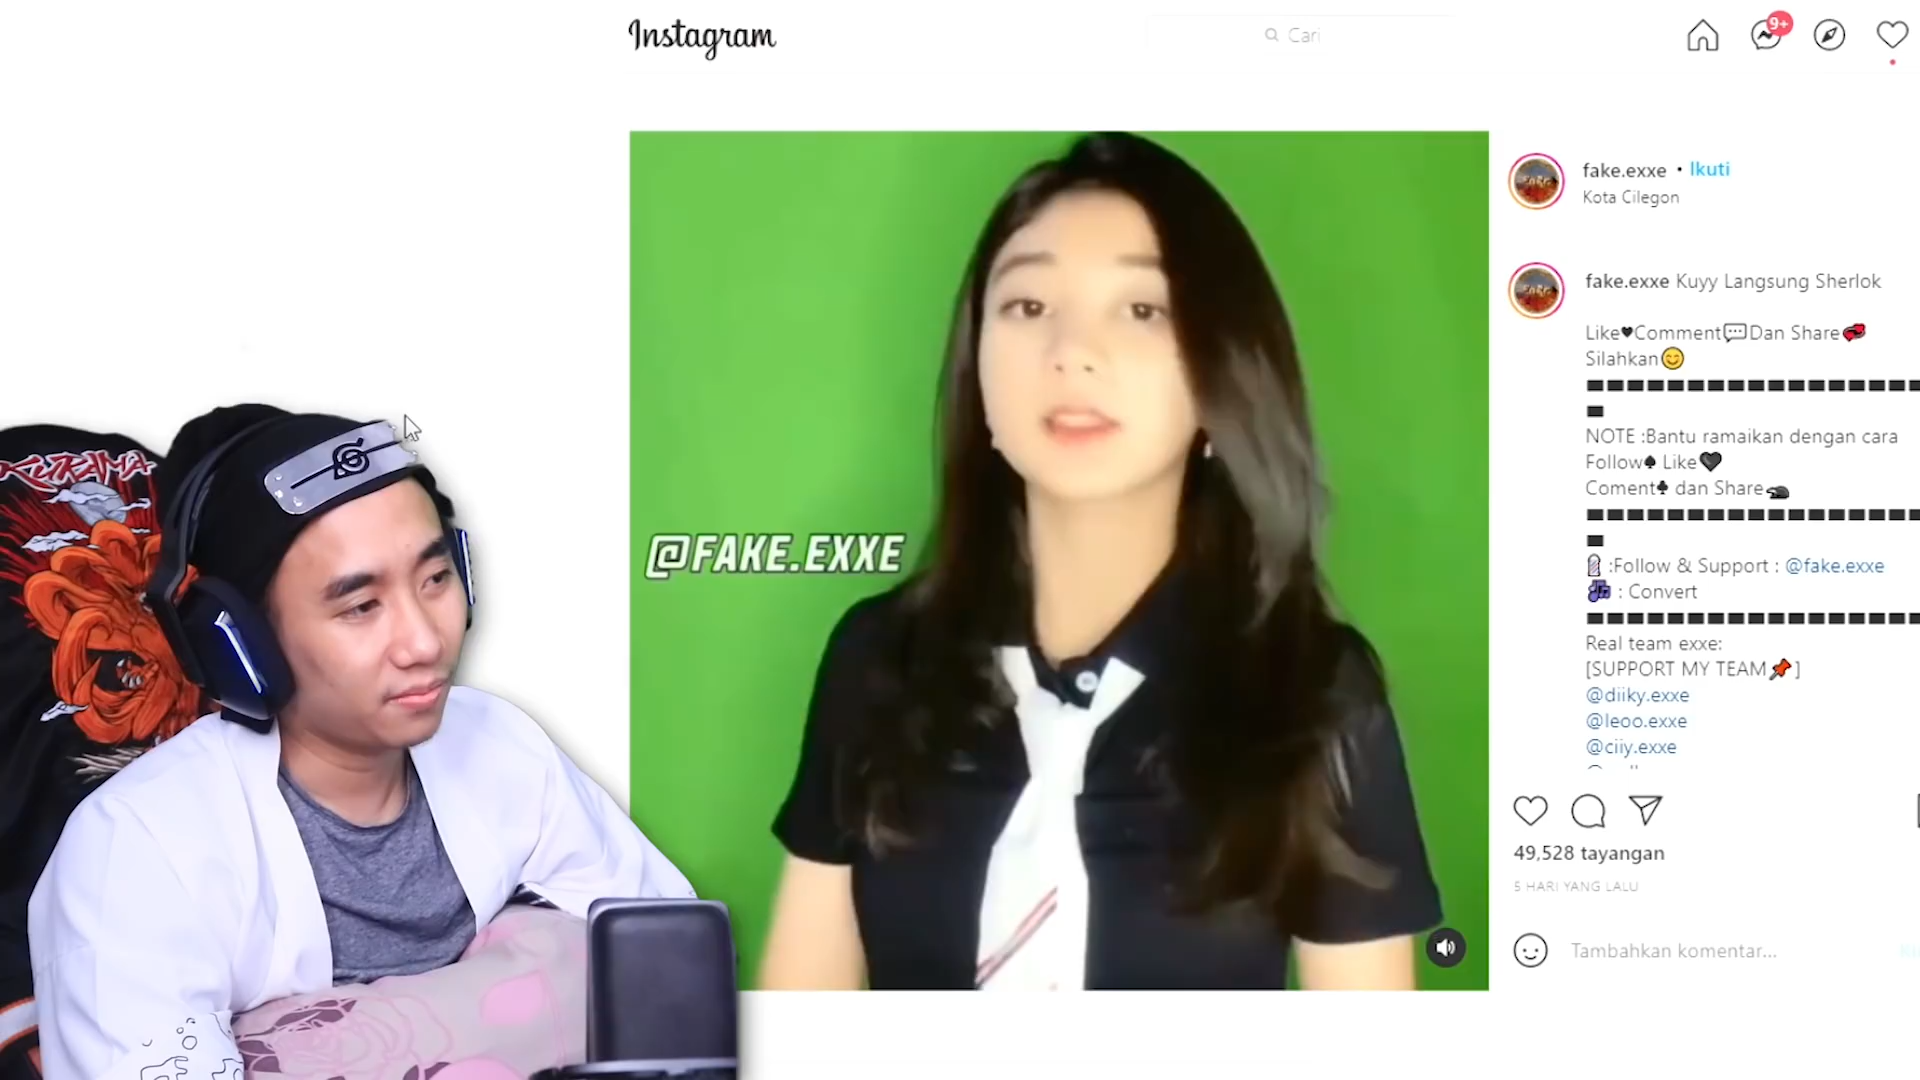 Instagram
Cari
9+
fake.exxe • Ikuti
Kota Cilegon
fake.exxe Kuyy Langsung Sherlok
Like♥Comment💬Dan Share💞
Silahkan😊
NOTE :Bantu ramaikan dengan cara
Follow♠ Like🖤
Coment♣ dan Share
💈 :Follow & Support : @fake.exxe
🎶 : Convert
Real team exxe:
[SUPPORT MY TEAM📌]
@diiky.exxe
@leoo.exxe
@ciiy.exxe
49,528 tayangan
5 HARI YANG LALU
Tambahkan komentar...
@FAKE.EXXE
KURAMA